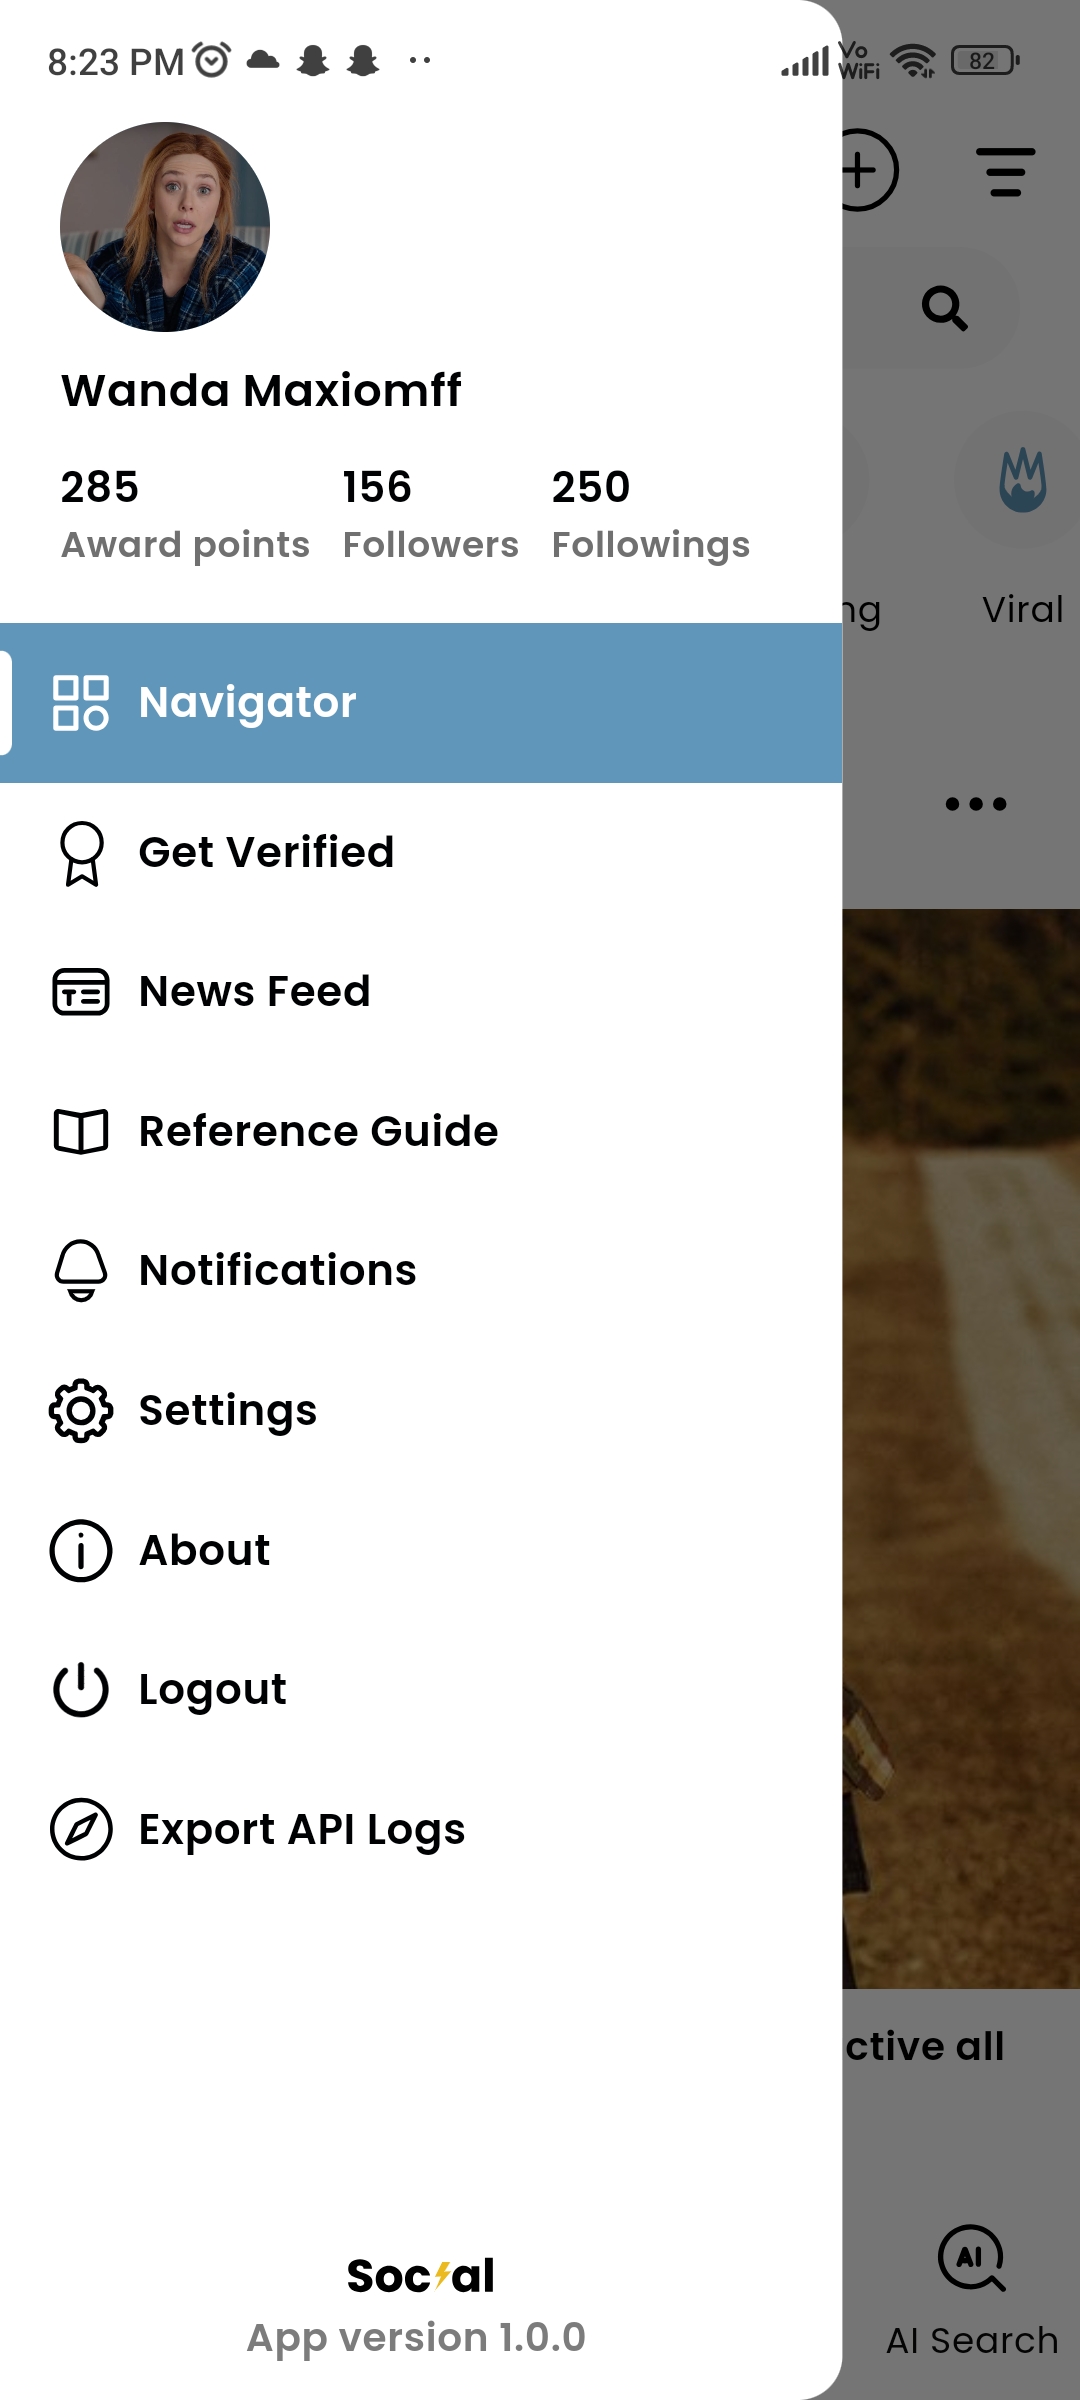 8:23 PM
Vo
WiFi
82
Wanda Maxiomff
285 156 250
Award points Followers Followings
ng Viral
Navigator
Get Verified
News Feed
Reference Guide
Notifications
Settings
About
Logout
Export API Logs
ctive all
Social
App version 1.0.0
AI
AI Search